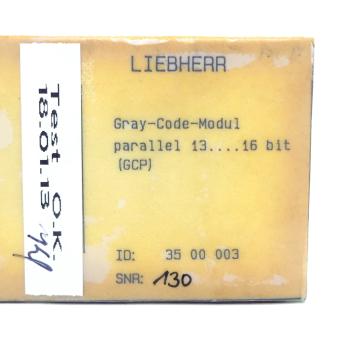 LIEBHERR
Gray-Code-Modul
parallel 13....16 bit
(GCP)
ID: 35 00 003
SNR: 130
Test O.K.
18.01.13